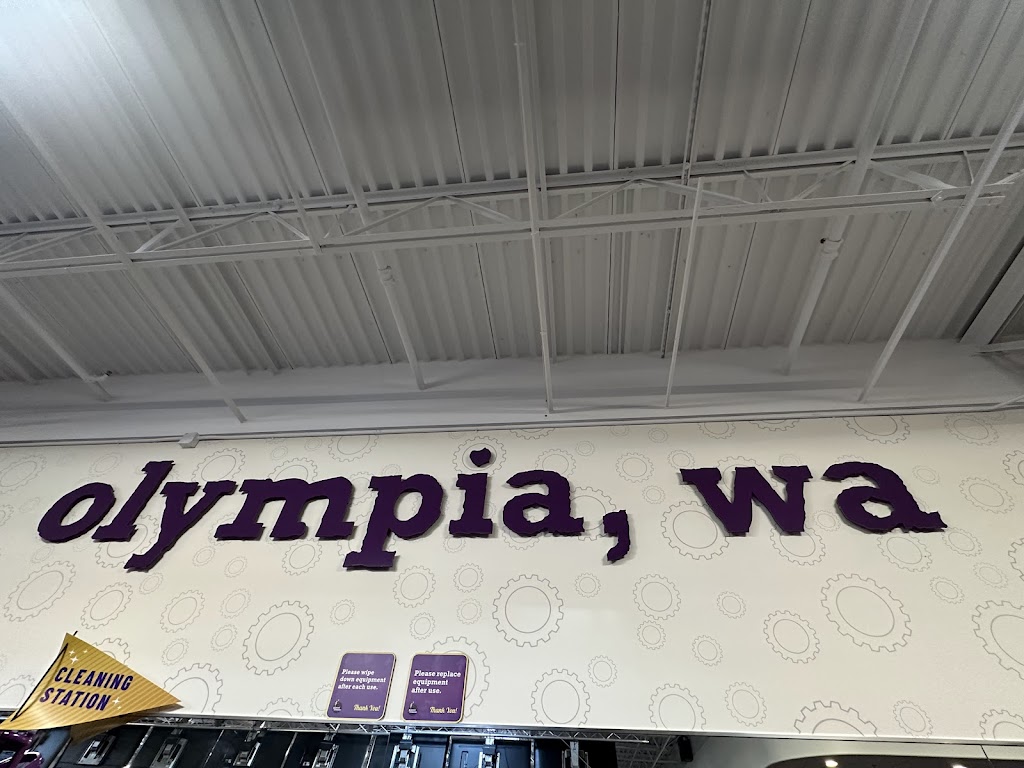 olympia, wa
CLEANING
STATION
Please wipe
down equipment
after each use.
Thank You!
Please replace
equipment
after use.
Thank You!